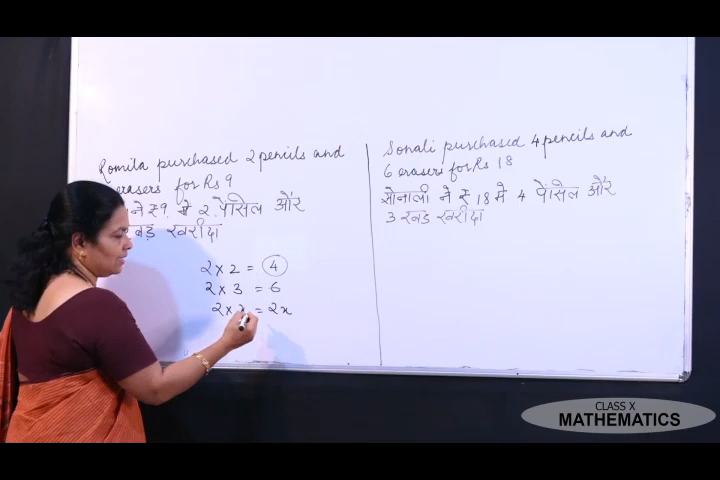 Romila purchased 2 pencils and
erasers for Rs 9
ने ₹9 मे 2 पेंसिल और
रबड़े खरीदा
2 × 2 = 4
2 × 3 = 6
2 × = 2x
Sonali purchased 4 pencils and
6 erasers for Rs 18
सोनाली ने ₹ 18 मे 4 पेंसिल और
3 रबड़े खरीदा
CLASS X
MATHEMATICS